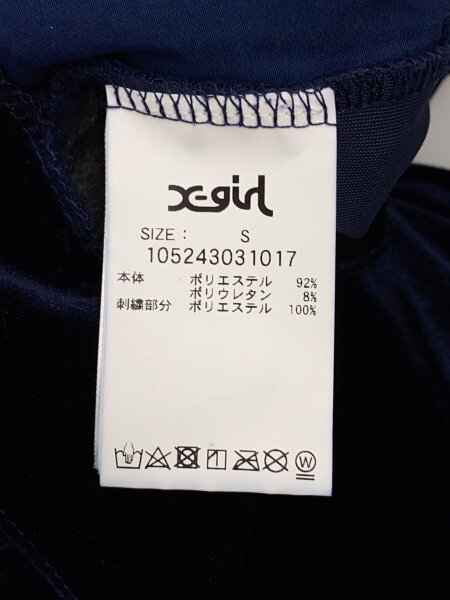 X-girl
SIZE : S
105243031017
本体 ポリエステル 92%
ポリウレタン 8%
刺繍部分 ポリエステル 100%
W